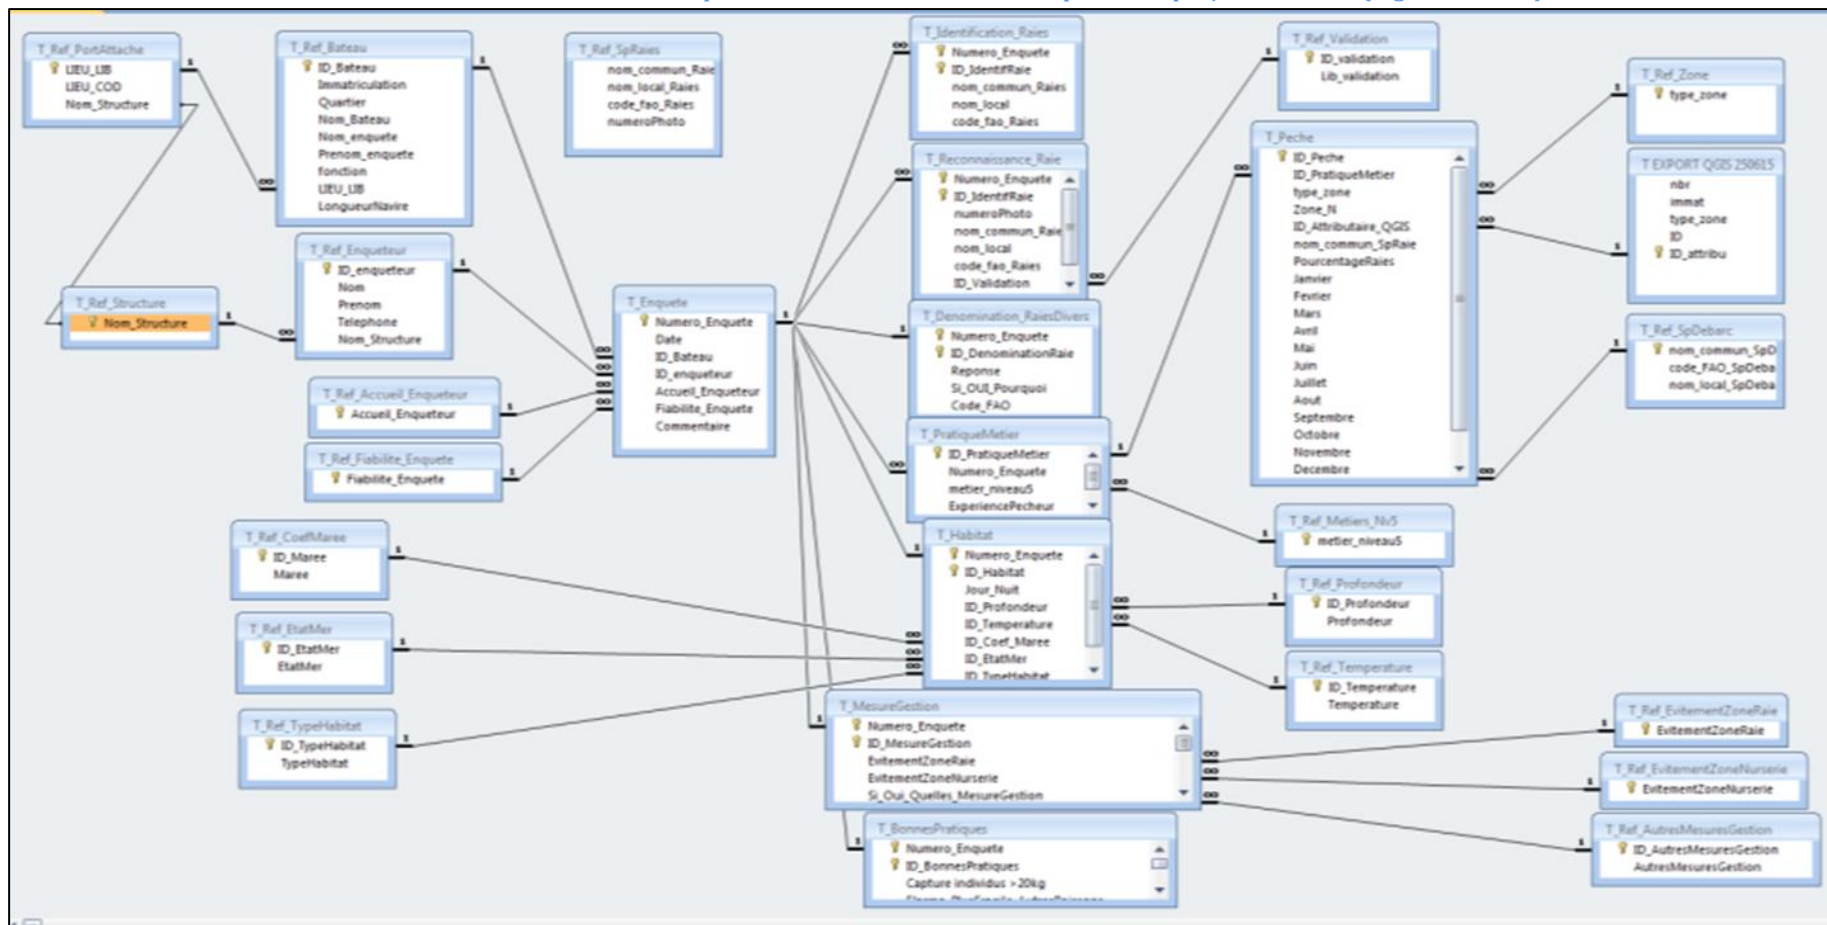 T_Ref_PortAttache
LIEU_LIB
LIEU_COD
Nom_Structure
T_Ref_Bateau
ID_Bateau
Immatriculation
Quartier
Nom_Bateau
Nom_enquete
Prenom_enquete
fonction
LIEU_LIB
LongueurNavire
T_Ref_SpRaies
nom_commun_Raie
nom_local_Raies
code_fao_Raies
numeroPhoto
T_Ref_Enqueteur
ID_enqueteur
Nom
Prenom
Telephone
Nom_Structure
T_Ref_Structure
Nom_Structure
T_Ref_Accueil_Enqueteur
Accueil_Enqueteur
T_Ref_Fiabilite_Enquete
Fiabilite_Enquete
T_Enquete
Numero_Enquete
Date
ID_Bateau
ID_enqueteur
Accueil_Enqueteur
Fiabilite_Enquete
Commentaire
T_Ref_CoefMaree
ID_Maree
Maree
T_Ref_EtatMer
ID_EtatMer
EtatMer
T_Ref_TypeHabitat
ID_TypeHabitat
TypeHabitat
T_Identification_Raies
Numero_Enquete
ID_IdentifRaie
nom_commun_Raies
nom_local
code_fao_Raies
T_Reconnaissance_Raie
Numero_Enquete
ID_IdentifRaie
numeroPhoto
nom_commun_Raie
nom_local
code_fao_Raies
ID_Validation
T_Denomination_RaiesDivers
Numero_Enquete
ID_DenominationRaie
Reponse
Si_OUI_Pourquoi
Code_FAO
T_PratiqueMetier
ID_PratiqueMetier
Numero_Enquete
metier_niveau5
ExperiencePecheur
T_Habitat
Numero_Enquete
ID_Habitat
Jour_Nuit
ID_Profondeur
ID_Temperature
ID_Coef_Maree
ID_EtatMer
ID_TypeHabitat
T_MesureGestion
Numero_Enquete
ID_MesureGestion
EvitementZoneRaie
EvitementZoneNurserie
Si_Oui_Quelles_MesureGestion
T_BonnesPratiques
Numero_Enquete
ID_BonnesPratiques
Capture individus >20kg
T_Ref_Validation
ID_validation
Lib_validation
T_Peche
ID_Peche
ID_PratiqueMetier
type_zone
Zone_N
ID_Attributaire_QGIS
nom_commun_SpRaie
PourcentageRaies
Janvier
Fevrier
Mars
Avril
Mai
Juin
Juillet
Aout
Septembre
Octobre
Novembre
Decembre
T_Ref_Zone
type_zone
T EXPORT QGIS 250615
nbr
immat
type_zone
ID
ID_attribu
T_Ref_SpDebarc
nom_commun_SpD
code_FAO_SpDeba
nom_local_SpDeba
T_Ref_Metiers_Nv5
metier_niveau5
T_Ref_Profondeur
ID_Profondeur
Profondeur
T_Ref_Temperature
ID_Temperature
Temperature
T_Ref_EvitementZoneRaie
EvitementZoneRaie
T_Ref_EvitementZoneNurserie
EvitementZoneNurserie
T_Ref_AutresMesuresGestion
ID_AutresMesuresGestion
AutresMesuresGestion